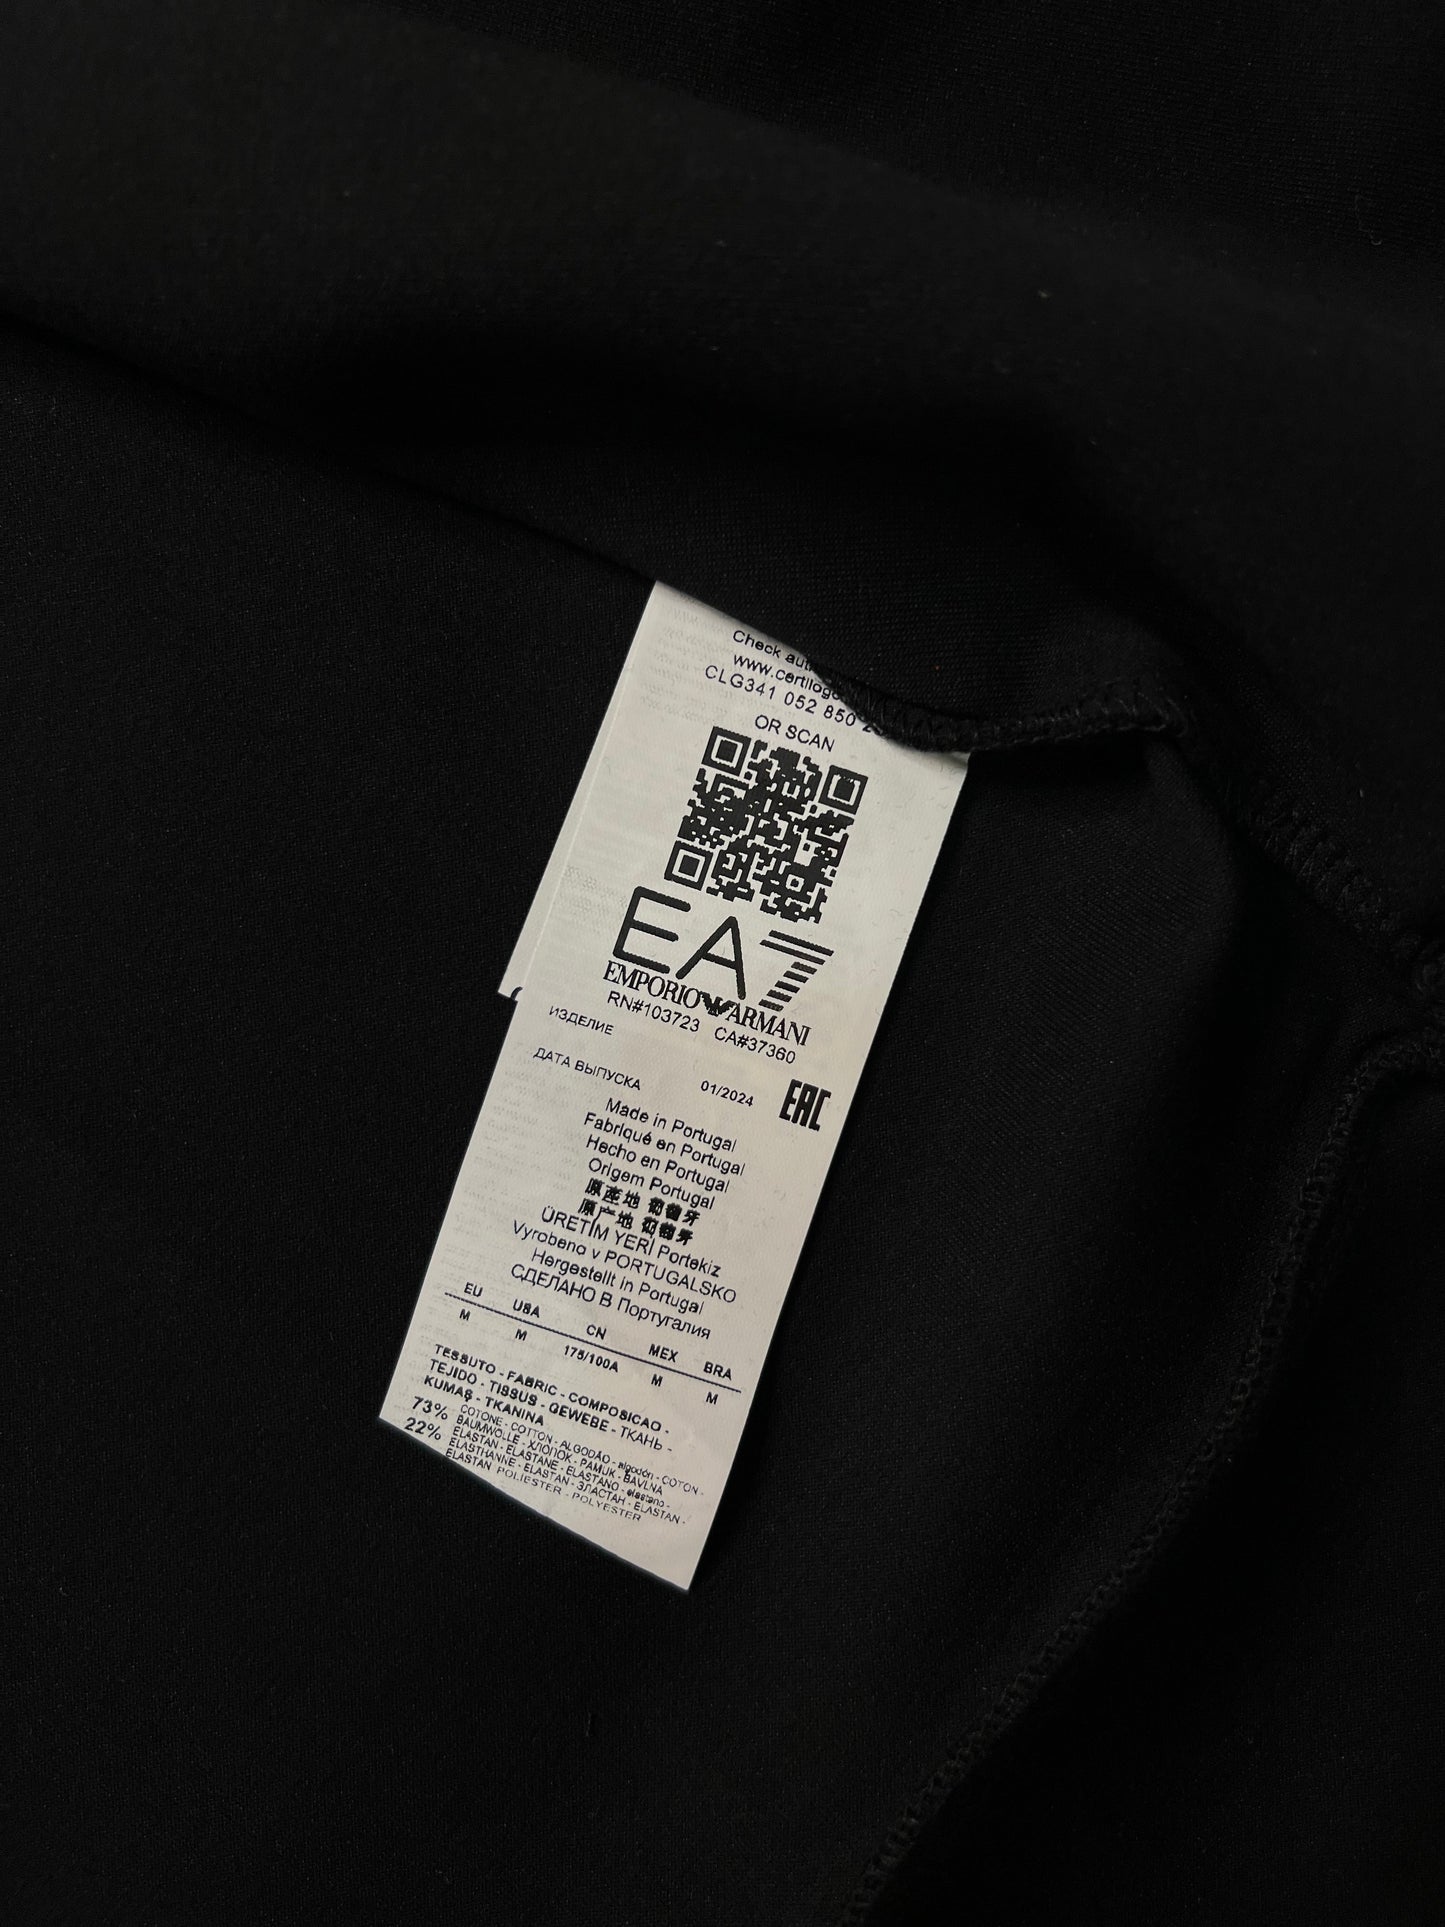 Check
www.certilogo
CLG341 052 850
OR SCAN
EA7
EMPORIO ARMANI
RN#103723 CA#37360
ИЗДЕЛИЕ
ДАТА ВЫПУСКА 01/2024 EAC
Made in Portugal
Fabriqué en Portugal
Hecho en Portugal
Origem Portugal
原産地 葡萄牙
原产地 葡萄牙
ÜRETİM YERİ Portekiz
Vyrobeno v PORTUGALSKO
Hergestellt in Portugal
СДЕЛАНО В Португалия
EU USA CN MEX BRA
M M 175/100A M M
TESSUTO - FABRIC - COMPOSICAO -
TEJIDO - TISSUS - GEWEBE - ТКАНЬ -
KUMAŞ - TKANINA
73% COTONE - COTTON - ALGODÃO - algodón - COTON -
BAUMWOLLE - ХЛОПОК - PAMUK - BAVLNA
22% ELASTAN - ELASTANE - ELASTANO - elastano -
ELASTHANNE - ELASTAN - ЭЛАСТАН - ELASTAN -
ELASTAN POLIESTER - POLYESTER